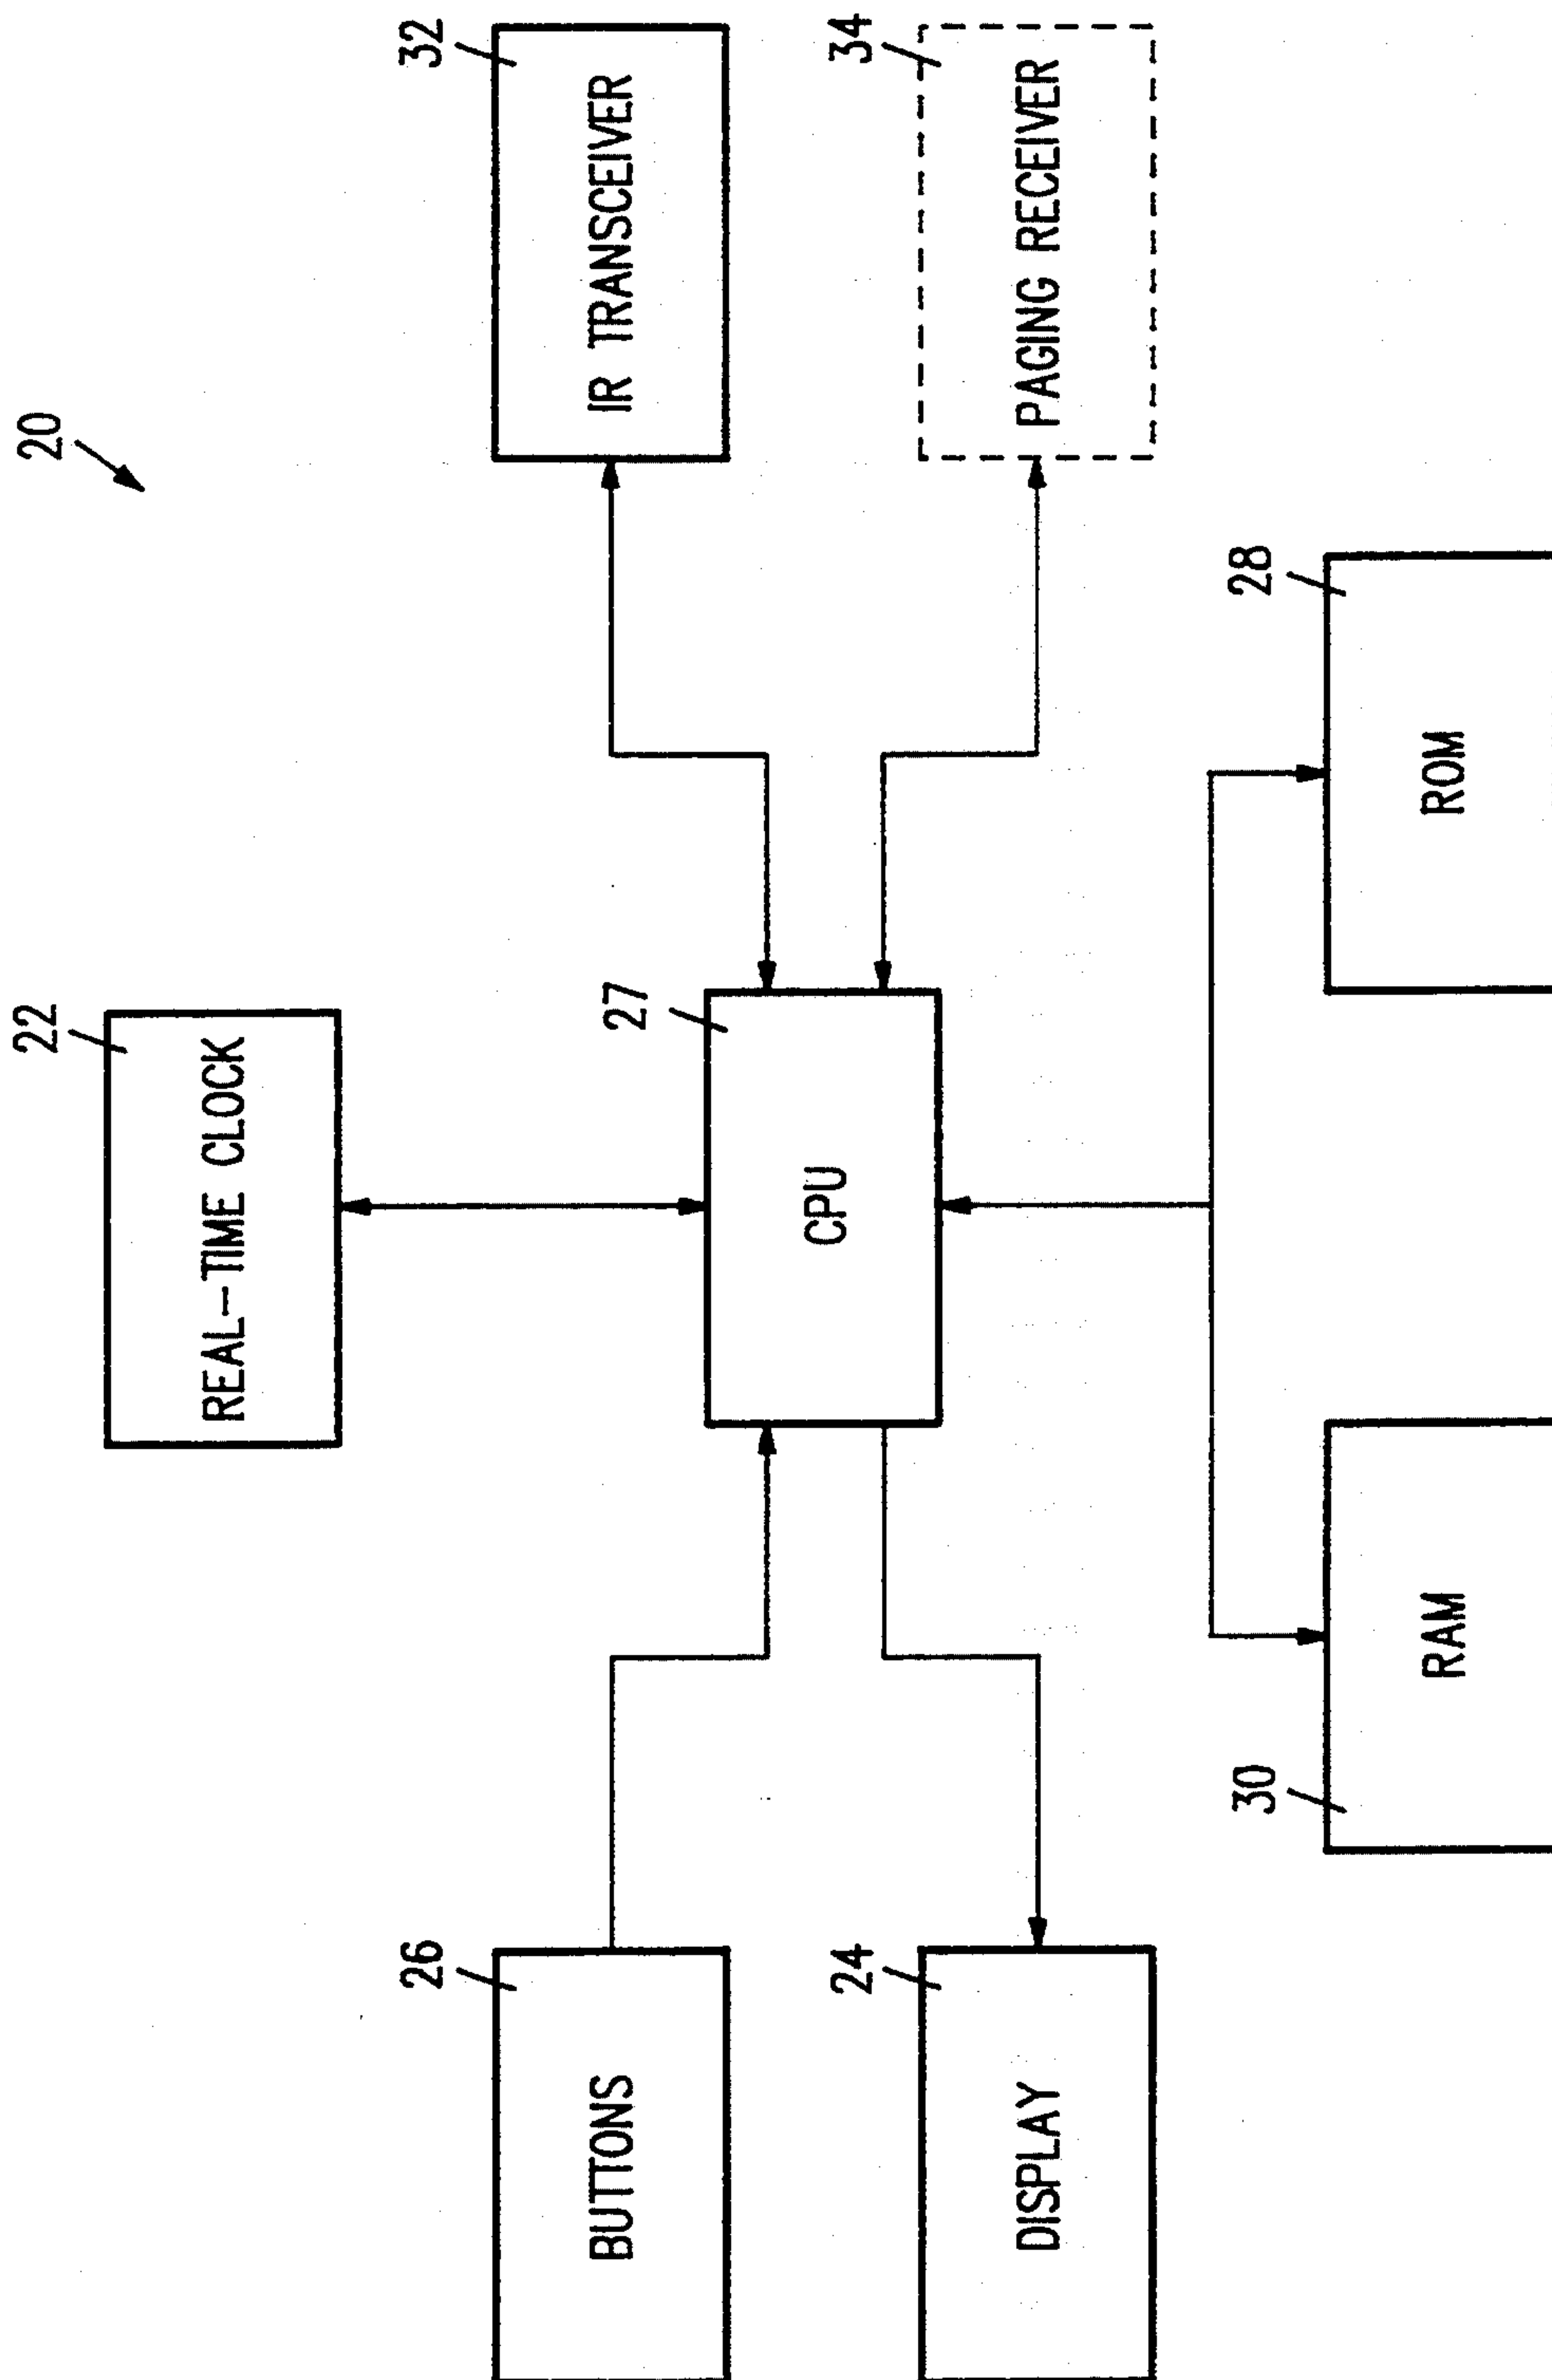 20
22
REAL-TIME CLOCK
26
BUTTONS
27
CPU
32
IR TRANSCEIVER
24
DISPLAY
34
PAGING RECEIVER
30
RAM
28
ROM